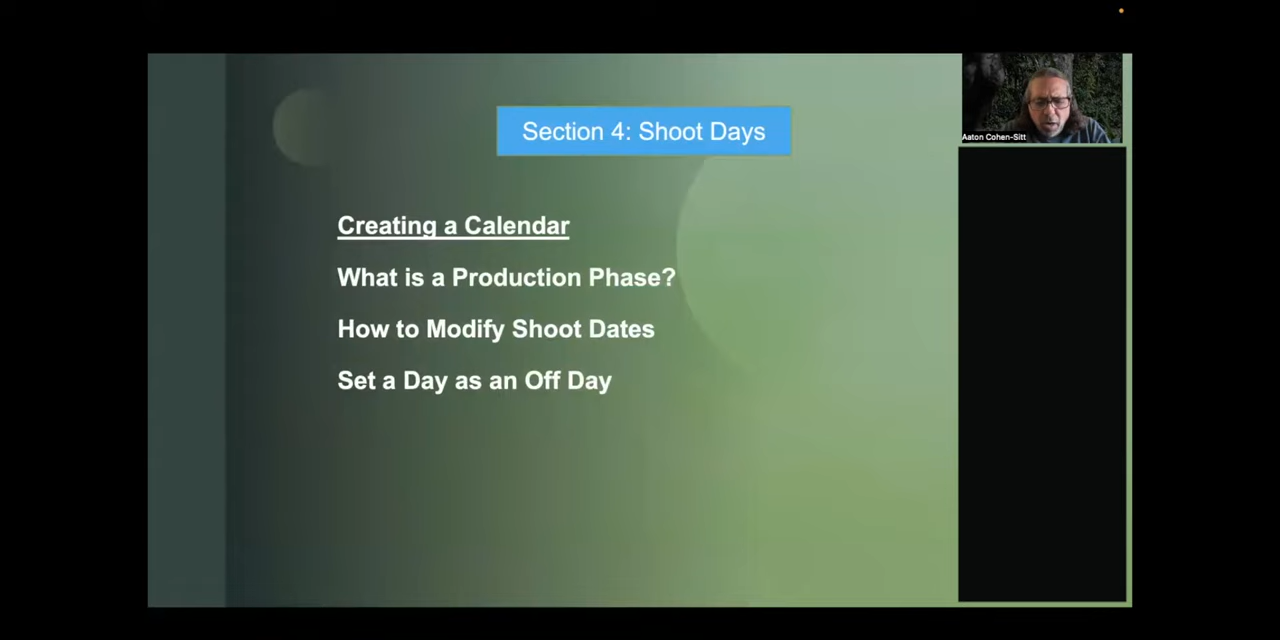 Section 4: Shoot Days
Aaton Cohen-Sitt
Creating a Calendar
What is a Production Phase?
How to Modify Shoot Dates
Set a Day as an Off Day